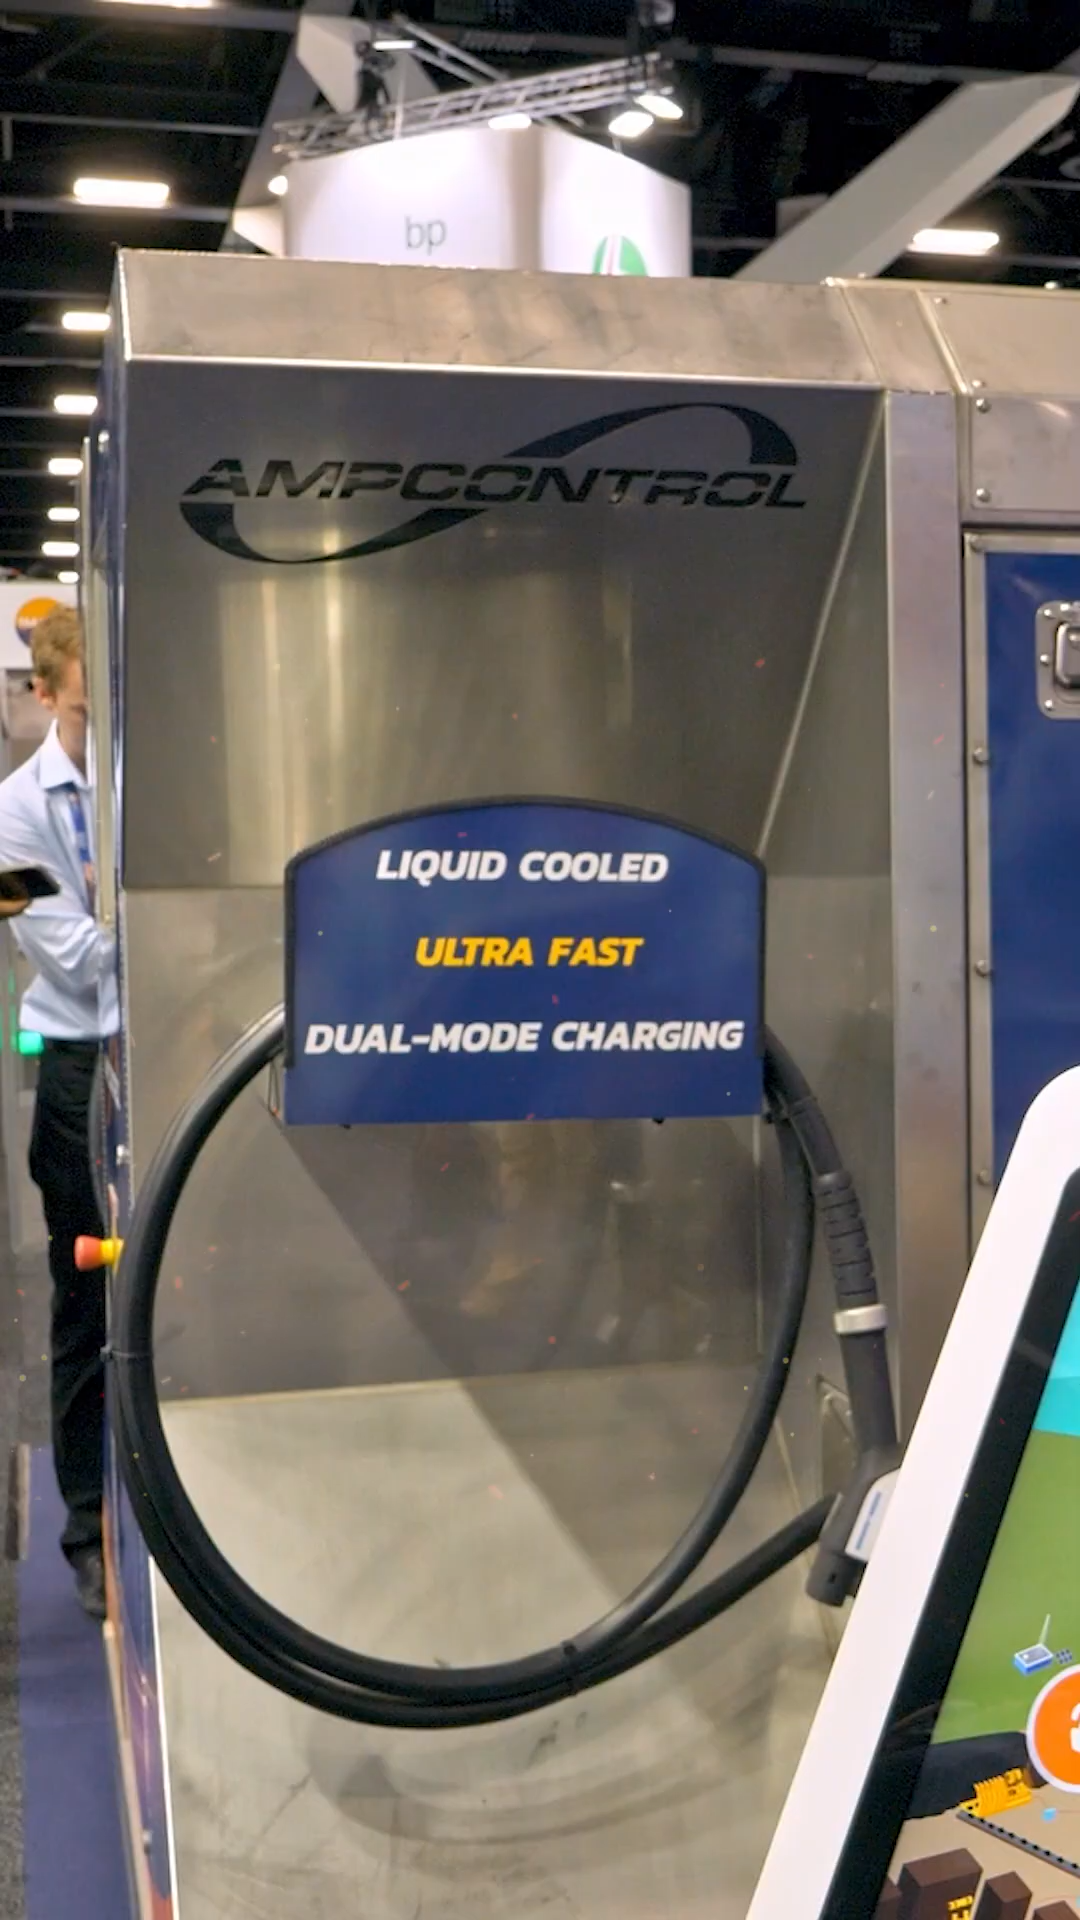 bp
AMPCONTROL
LIQUID COOLED
ULTRA FAST
DUAL-MODE CHARGING